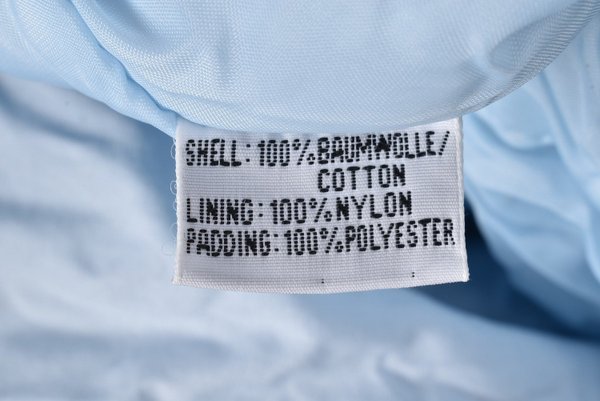 SHELL: 100% BAUMWOLLE/
COTTON
LINING: 100% NYLON
PADDING: 100% POLYESTER